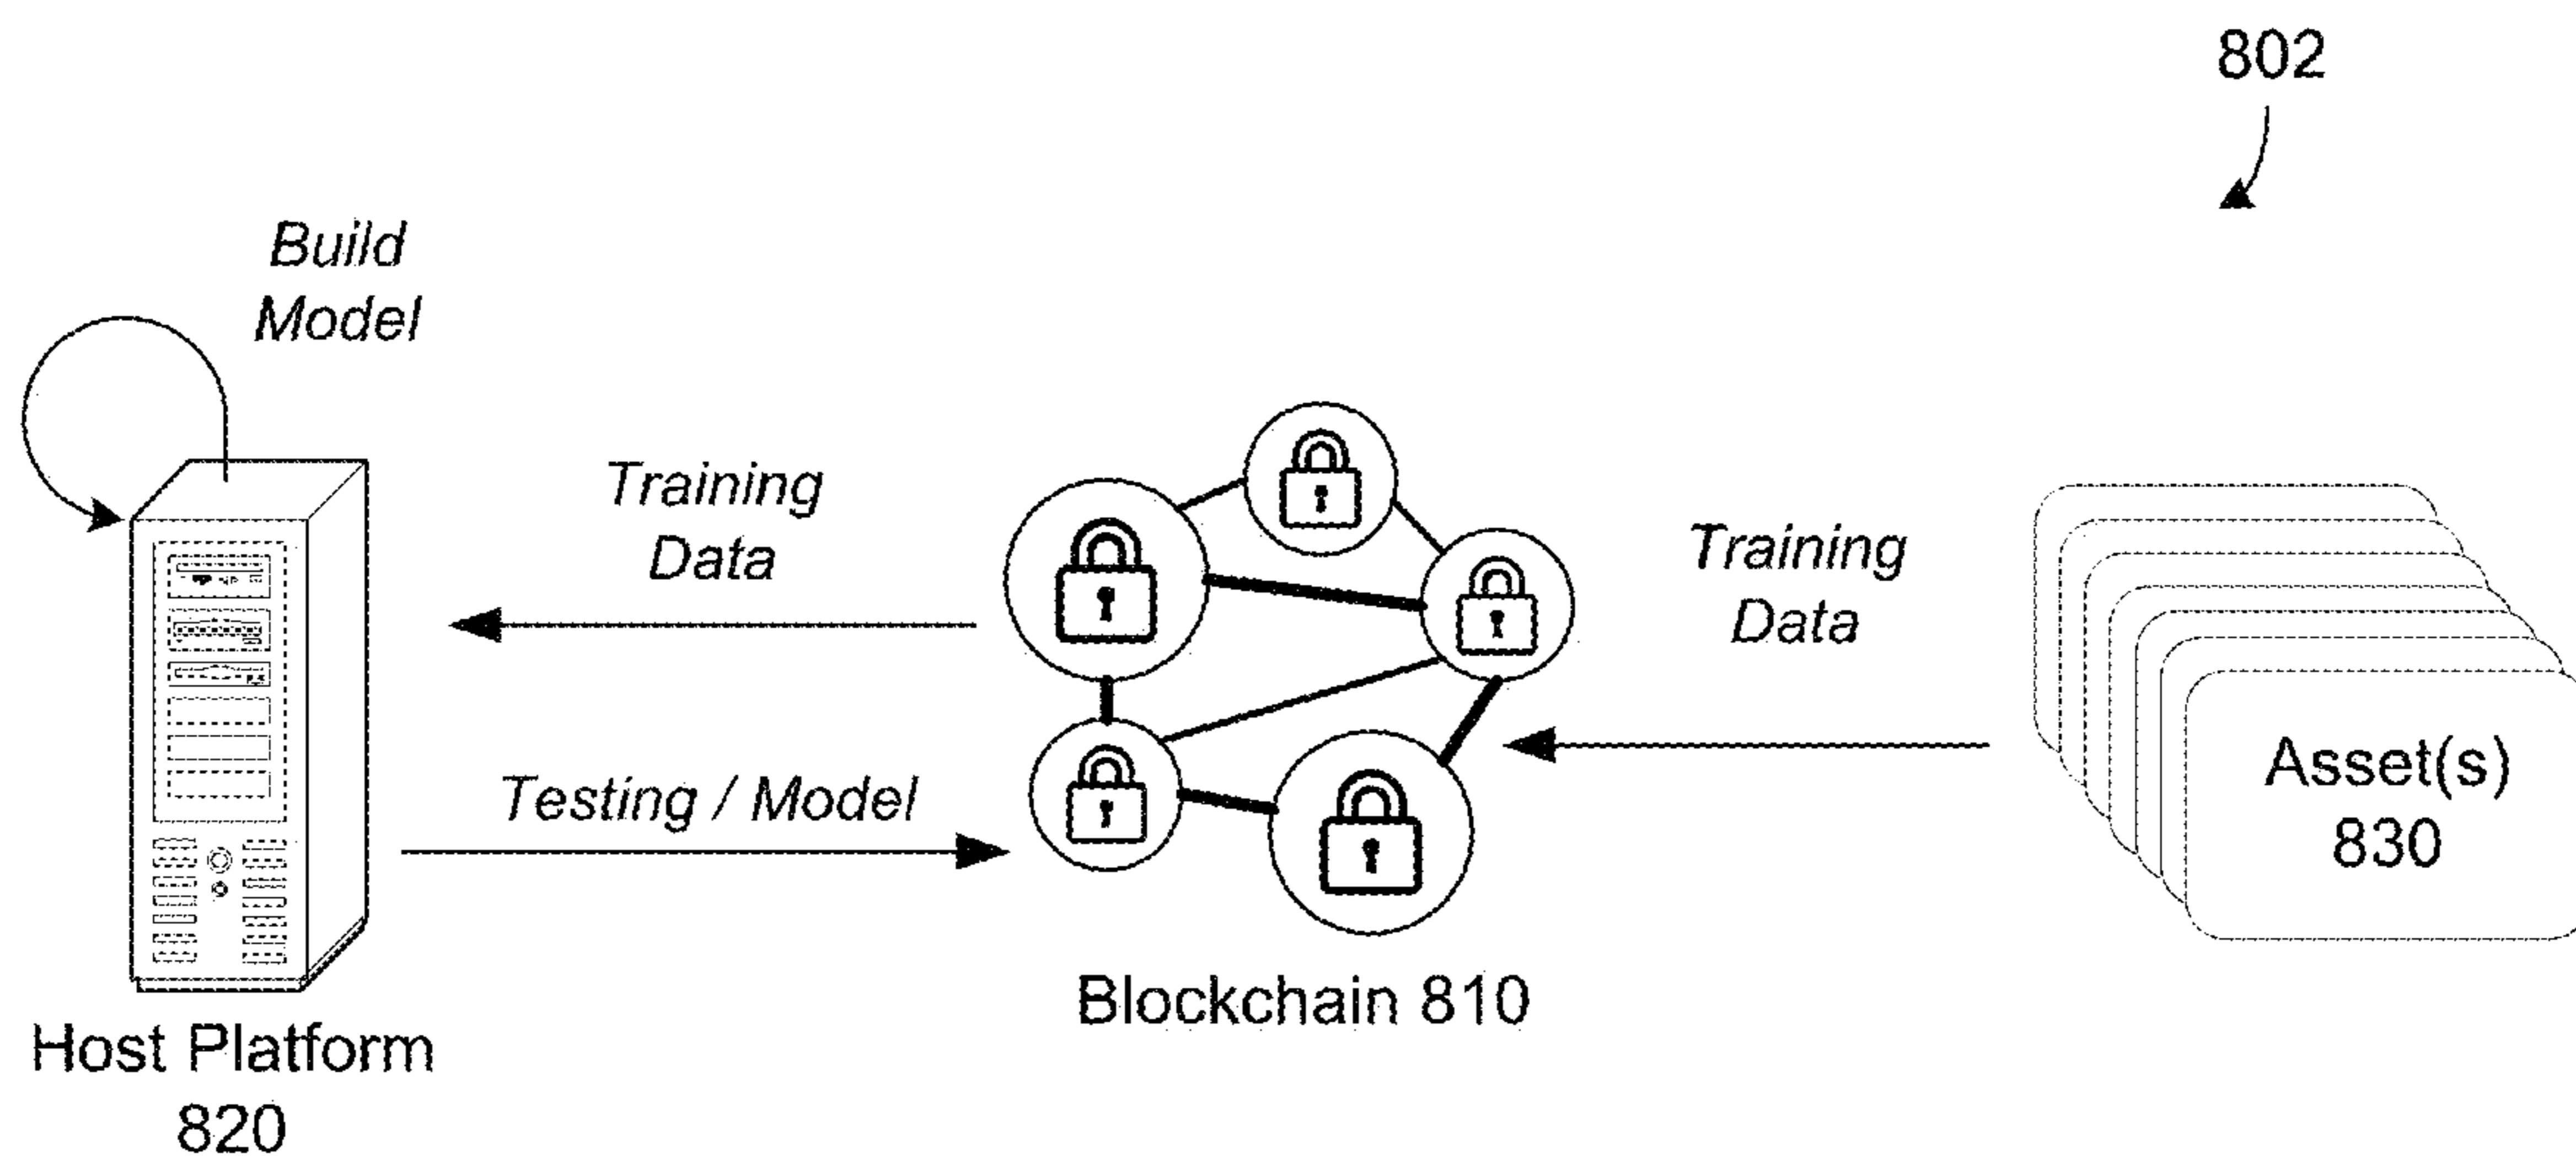 802
Build
Model
Training
Data
Training
Data
Testing / Model
Asset(s)
830
Blockchain 810
Host Platform
820